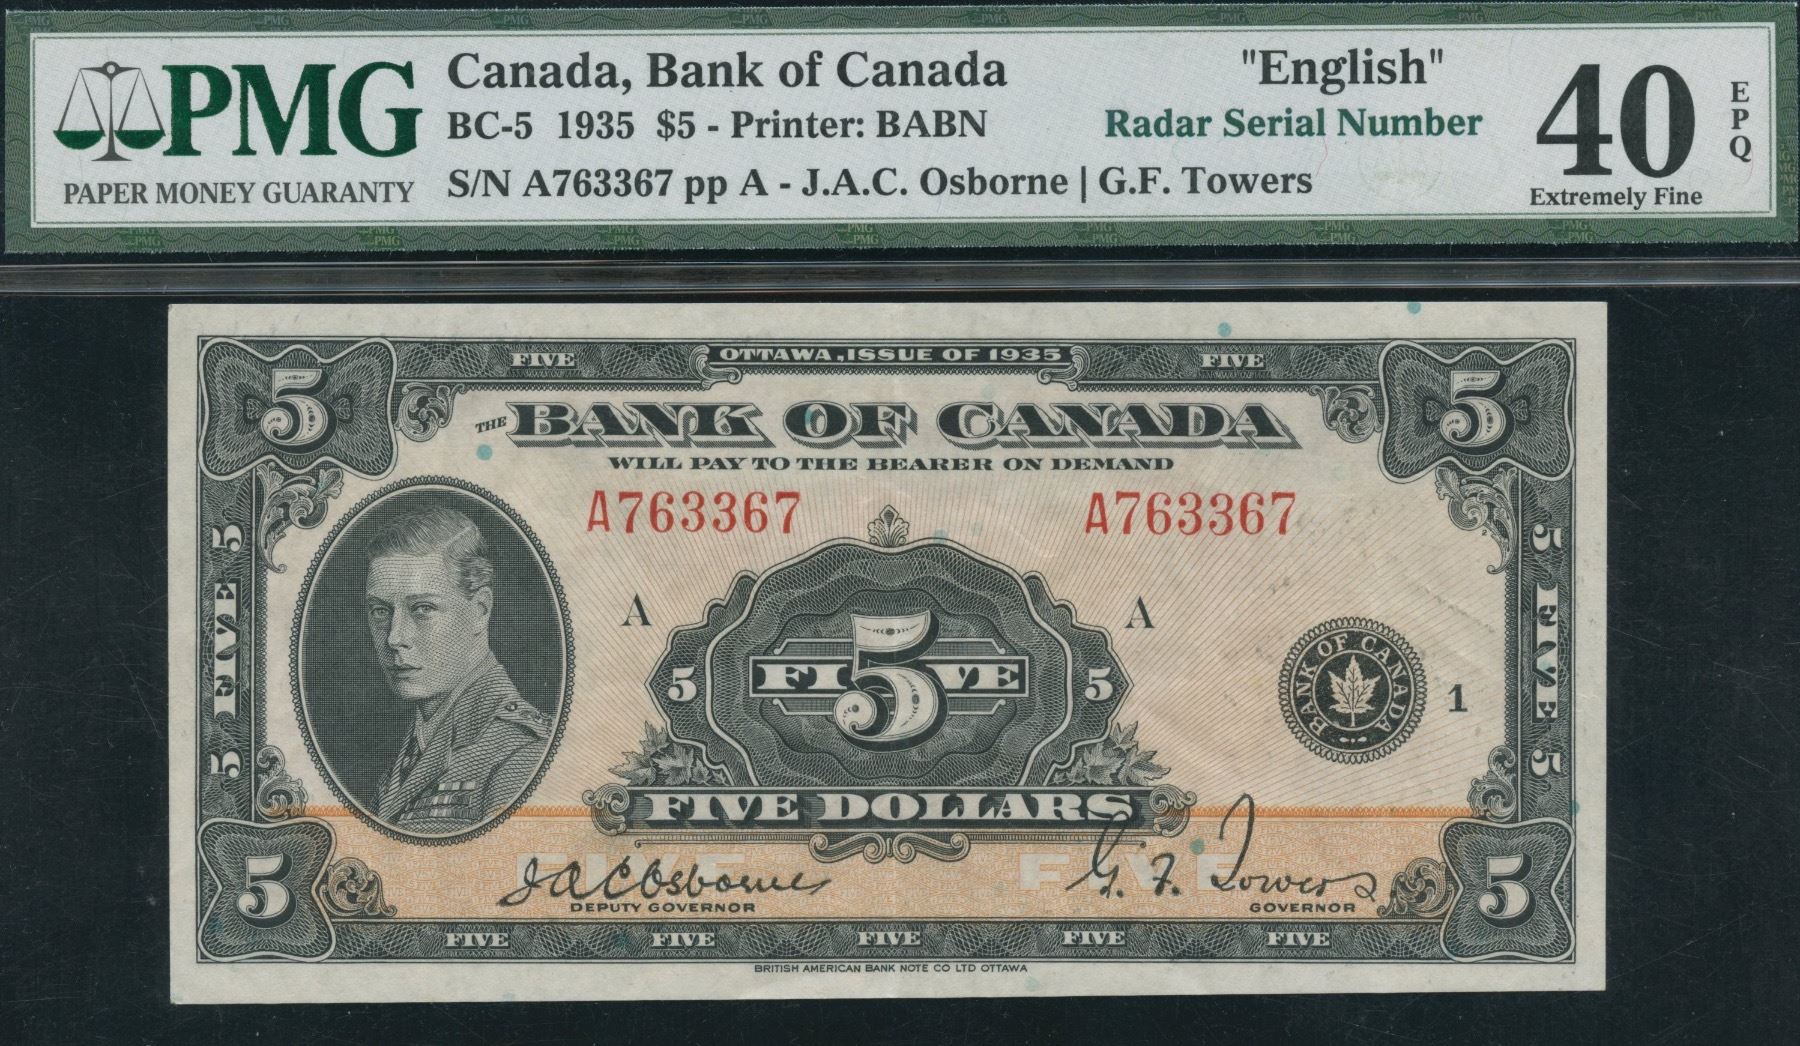 PMG
PAPER MONEY GUARANTY
Canada, Bank of Canada
BC-5 1935 $5 - Printer: BABN
S/N A763367 pp A - J.A.C. Osborne | G.F. Towers
"English"
Radar Serial Number
40
Extremely Fine
EPQ
5 FIVE OTTAWA, ISSUE OF 1935 FIVE 5
THE BANK OF CANADA
WILL PAY TO THE BEARER ON DEMAND
A763367 A763367
A A
5 FIVE 5
5 FIVE 5
5 FIVE 5 5
BANK OF CANADA
1
FIVE DOLLARS
FIVE FIVE
J A C Osborne G. F. Towers
DEPUTY GOVERNOR GOVERNOR
5 FIVE FIVE FIVE FIVE FIVE 5
BRITISH AMERICAN BANK NOTE CO LTD OTTAWA